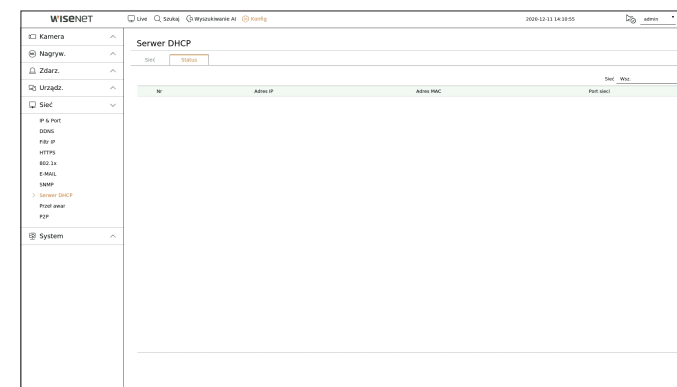 WISENET Live Szukaj Wyszukiwanie AI Konfig 2020-12-11 14:10:55 admin
Kamera
Nagryw.
Zdarz.
Urządz.
Sieć
IP & Port
DDNS
Filtr IP
HTTPS
802.1x
E-MAIL
SNMP
Serwer DHCP
Przeł awar
P2P
System
Serwer DHCP
Sieć Status
Sieć Wsz.
Nr Adres IP Adres MAC Port sieci